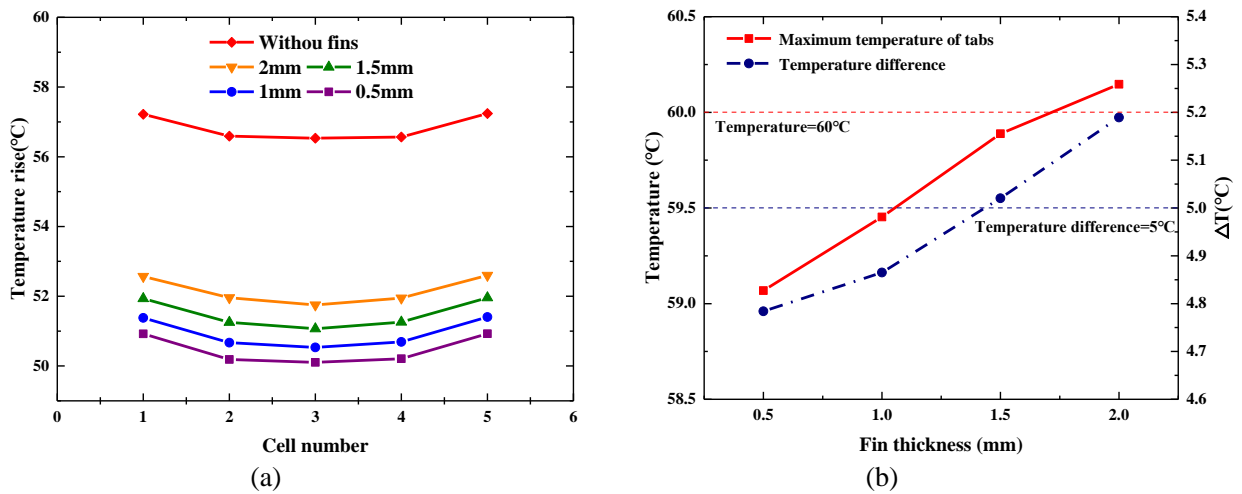 60
58
56
54
52
50
Temperature rise(℃)
0
1
2
3
4
5
6
Cell number
Withou fins
2mm
1.5mm
1mm
0.5mm
(a)
60.5
60.0
59.5
59.0
58.5
Temperature (℃)
0.5
1.0
1.5
2.0
Fin thickness (mm)
5.4
5.3
5.2
5.1
5.0
4.9
4.8
4.7
4.6
ΔT(℃)
Maximum temperature of tabs
Temperature difference
Temperature=60℃
Temperature difference=5℃
(b)